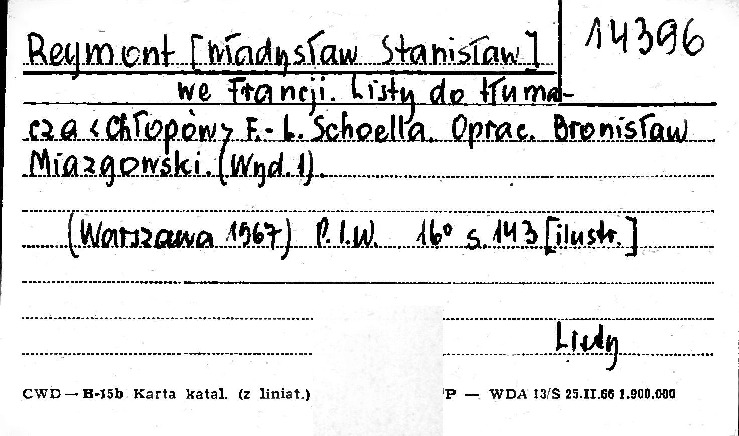 Reymont [Władysław Stanisław]
14396
we Francji. Listy do tłuma-
cza <Chłopów> F.-L. Schoella. Oprac. Bronisław
Miazgowski. (Wyd. 1).
(Warszawa 1967) P.I.W. 16° s. 143 [ilustr.]
Listy
CWD — H-15b Karta katal. (z liniat.) P — WDA 13/S 25.II.66 1.900.000